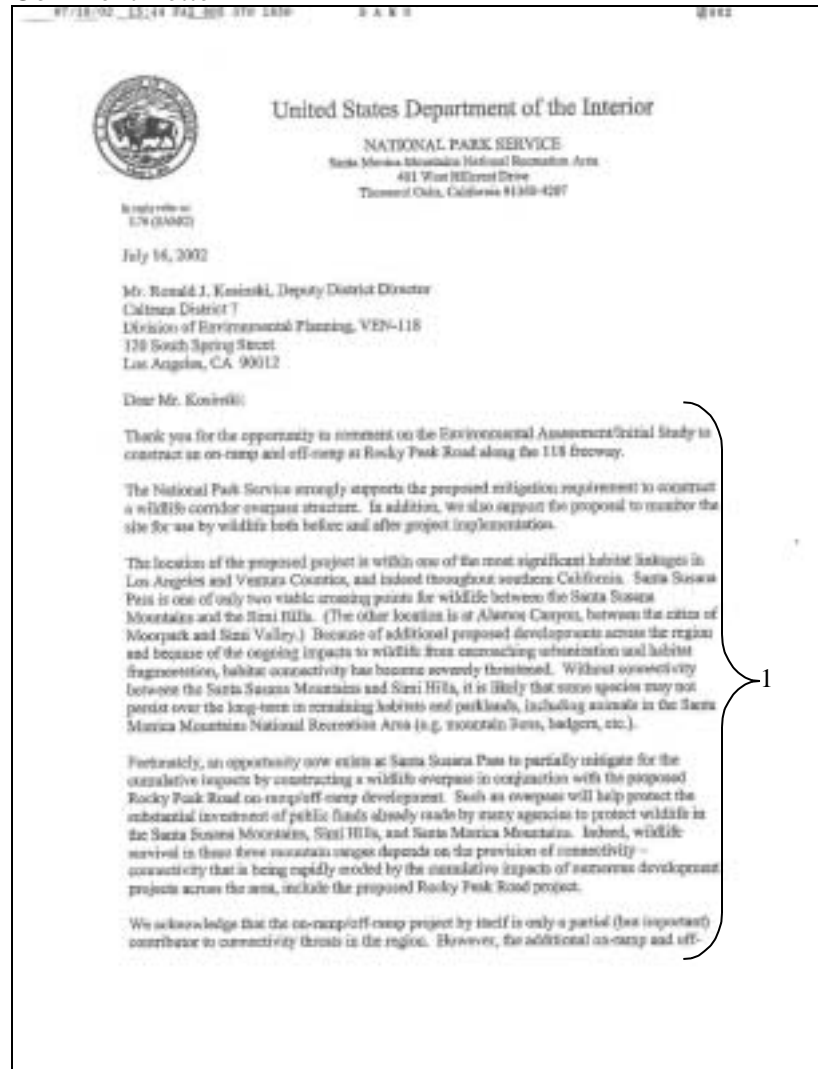 07/18/02 15:44 FAX 805 370 1850 S A M O 002
United States Department of the Interior
NATIONAL PARK SERVICE
Santa Monica Mountains National Recreation Area
401 West Hillcrest Drive
Thousand Oaks, California 91360-4207
In reply refer to:
L76 (SAMO)
July 16, 2002
Mr. Ronald J. Kosinski, Deputy District Director
Caltrans District 7
Division of Environmental Planning, VEN-118
120 South Spring Street
Los Angeles, CA 90012
Dear Mr. Kosinski:
Thank you for the opportunity to comment on the Environmental Assessment/Initial Study to
construct an on-ramp and off-ramp at Rocky Peak Road along the 118 freeway.
The National Park Service strongly supports the proposed mitigation requirement to construct
a wildlife corridor overpass structure. In addition, we also support the proposal to monitor the
site for use by wildlife both before and after project implementation.
The location of the proposed project is within one of the most significant habitat linkages in
Los Angeles and Ventura Counties, and indeed throughout southern California. Santa Susana
Pass is one of only two viable crossing points for wildlife between the Santa Susana
Mountains and the Simi Hills. (The other location is at Alamos Canyon, between the cities of
Moorpark and Simi Valley.) Because of additional proposed developments across the region
and because of the ongoing impacts to wildlife from encroaching urbanization and habitat
fragmentation, habitat connectivity has become severely threatened. Without connectivity
between the Santa Susana Mountains and Simi Hills, it is likely that some species may not
persist over the long-term in remaining habitats and parklands, including animals in the Santa
Monica Mountains National Recreation Area (e.g. mountain lions, badgers, etc.).
1
Fortunately, an opportunity now exists at Santa Susana Pass to partially mitigate for the
cumulative impacts by constructing a wildlife overpass in conjunction with the proposed
Rocky Peak Road on-ramp/off-ramp development. Such an overpass will help protect the
substantial investment of public funds already made by many agencies to protect wildlife in
the Santa Susana Mountains, Simi Hills, and Santa Monica Mountains. Indeed, wildlife
survival in these three mountain ranges depends on the provision of connectivity –
connectivity that is being rapidly eroded by the cumulative impacts of numerous development
projects across the area, include the proposed Rocky Peak Road project.
We acknowledge that the on-ramp/off-ramp project by itself is only a partial (but important)
contributor to connectivity threats in the region. However, the additional on-ramp and off-